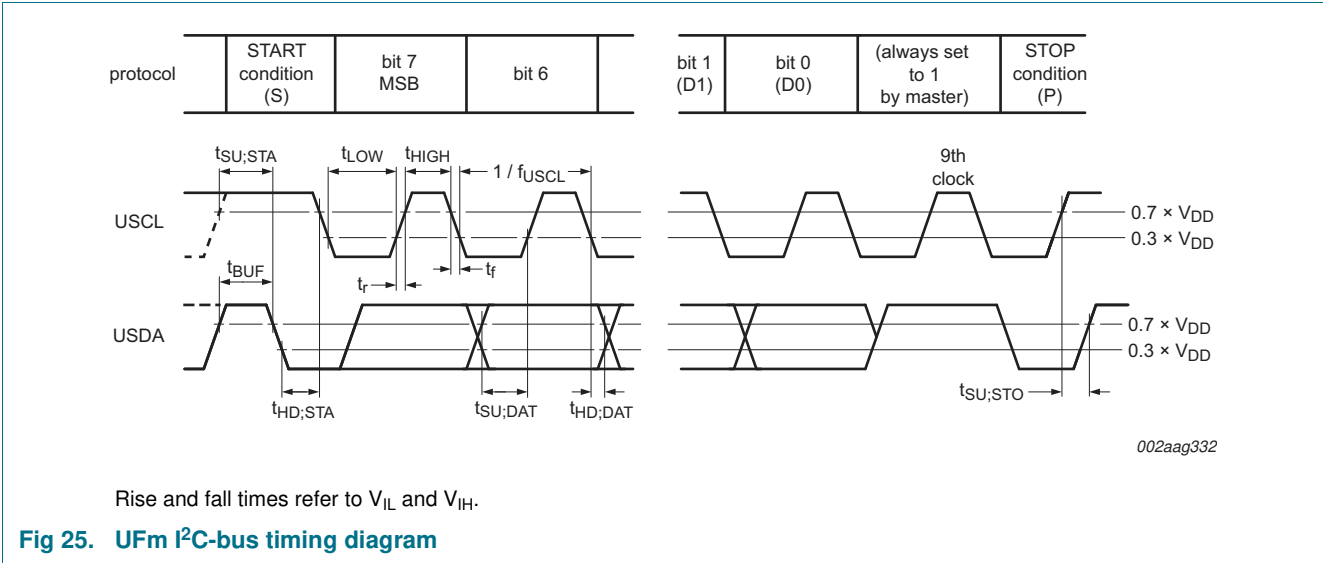 protocol
START
condition
(S)
bit 7
MSB
bit 6
bit 1
(D1)
bit 0
(D0)
(always set
to 1
by master)
STOP
condition
(P)
tSU;STA
tLOW
tHIGH
1 / fUSCL
9th
clock
USCL
0.7 × VDD
0.3 × VDD
tBUF
tr
tf
USDA
0.7 × VDD
0.3 × VDD
tHD;STA
tSU;DAT
tHD;DAT
tSU;STO
002aag332
Rise and fall times refer to VIL and VIH.
Fig 25. UFm I²C-bus timing diagram